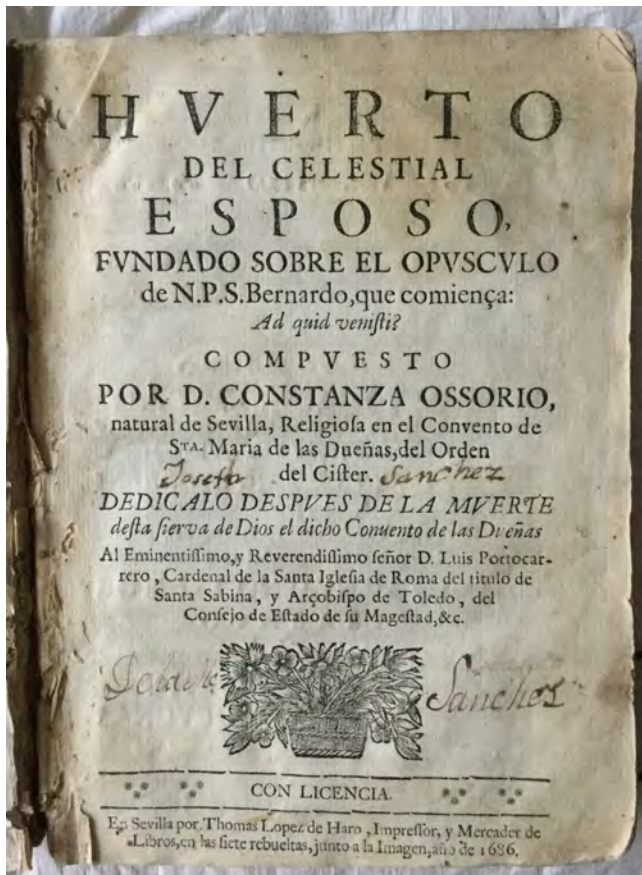 HVERTO
DEL CELESTIAL
ESPOSO,
FVNDADO SOBRE EL OPVSCVLO
de N.P.S.Bernardo,que comiença:
Ad quid venisti?
COMPVESTO
POR D. CONSTANZA OSSORIO,
natural de Sevilla, Religioſa en el Convento de
STA. Maria de las Dueñas,del Orden
Josefa del Ciſter. Sanchez
DEDICALO DESPVES DE LA MVERTE
deſta ſierva de Dios el dicho Conuento de las Dueñas
Al Eminentiſſimo,y Reverendiſſimo ſeñor D. Luis Portocar-
rero, Cardenal de la Santa Igleſia de Roma del titulo de
Santa Sabina, y Arçobiſpo de Toledo, del
Conſejo de Eſtado de ſu Mageſtad,&c.
Sanchez
CON LICENCIA.
En Sevilla por Thomas Lopez de Haro, Impreſſor, y Mercader de
Libros,en las ſiete rebueltas,junto a la Imagen,año de 1686.